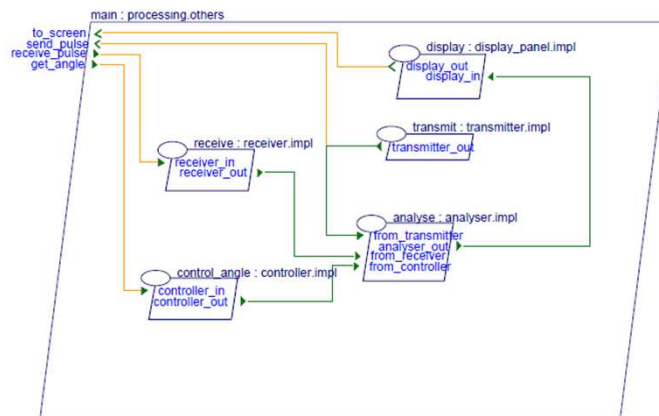 main : processing.others
to_screen
send_pulse
receive_pulse
get_angle
display : display_panel.impl
display_out
display_in
transmit : transmitter.impl
transmitter_out
receive : receiver.impl
receiver_in
receiver_out
analyse : analyser.impl
from_transmitter
analyser_out
from_receiver
from_controller
control_angle : controller.impl
controller_in
controller_out